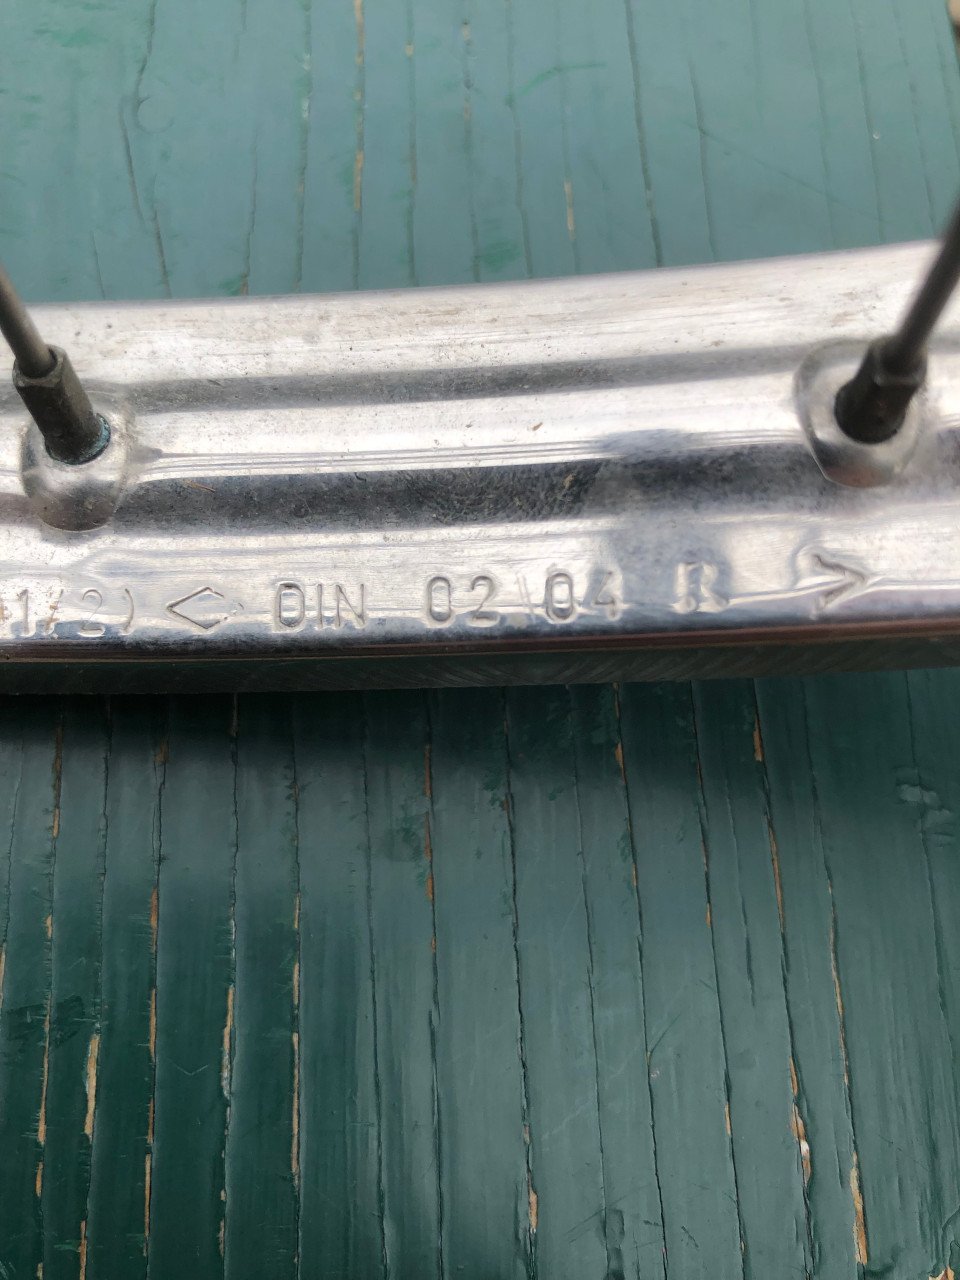 1(2) < DIN 02 04 R >